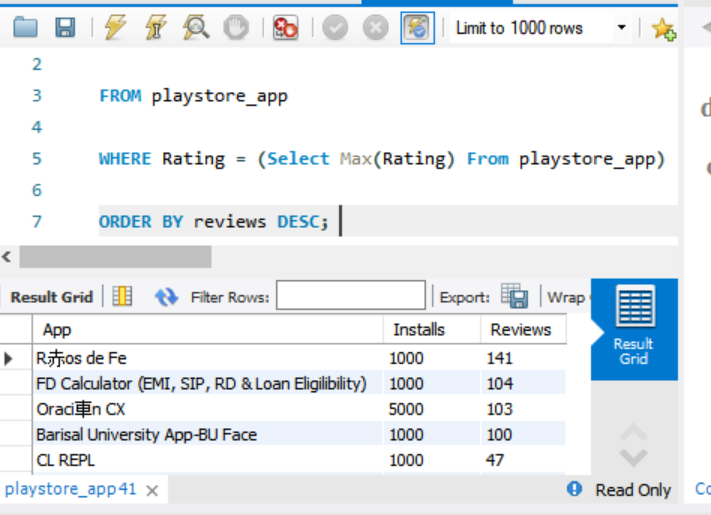 Limit to 1000 rows
2
3 FROM playstore_app
4
5 WHERE Rating = (Select Max(Rating) From playstore_app)
6
7 ORDER BY reviews DESC;
Result Grid Filter Rows: Export: Wrap
App Installs Reviews
R赤os de Fe 1000 141
FD Calculator (EMI, SIP, RD & Loan Eligilibility) 1000 104
Oraci車n CX 5000 103
Barisal University App-BU Face 1000 100
CL REPL 1000 47
Result
Grid
playstore_app41 Read Only